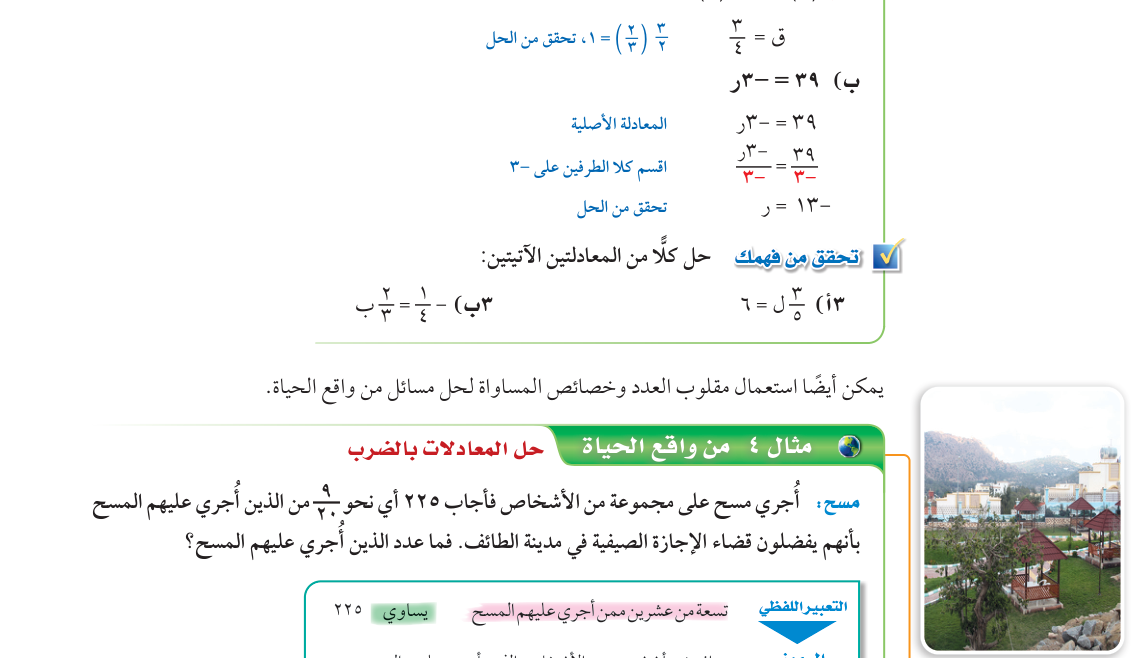 ق = ٣/٤ ٣/٢ (٢/٣) = ١، تحقق من الحل
ب) ٣٩ = −٣ر
٣٩ = −٣ر المعادلة الأصلية
٣٩/−٣ = −٣ر/−٣ اقسم كلا الطرفين على −٣
−١٣ = ر تحقق من الحل
تحقق من فهمك حل كلًّا من المعادلتين الآتيتين:
٣أ) ٣/٥ ل = ٦ ٣ب) −١/٤ = ٢/٣ ب
يمكن أيضًا استعمال مقلوب العدد وخصائص المساواة لحل مسائل من واقع الحياة.
مثال ٤ من واقع الحياة حل المعادلات بالضرب
مسح: أُجري مسح على مجموعة من الأشخاص فأجاب ٢٢٥ أي نحو ٩/٢٠ من الذين أُجري عليهم المسح
بأنهم يفضلون قضاء الإجازة الصيفية في مدينة الطائف. فما عدد الذين أُجري عليهم المسح؟
التعبير اللفظي تسعة من عشرين ممن أجري عليهم المسح يساوي ٢٢٥